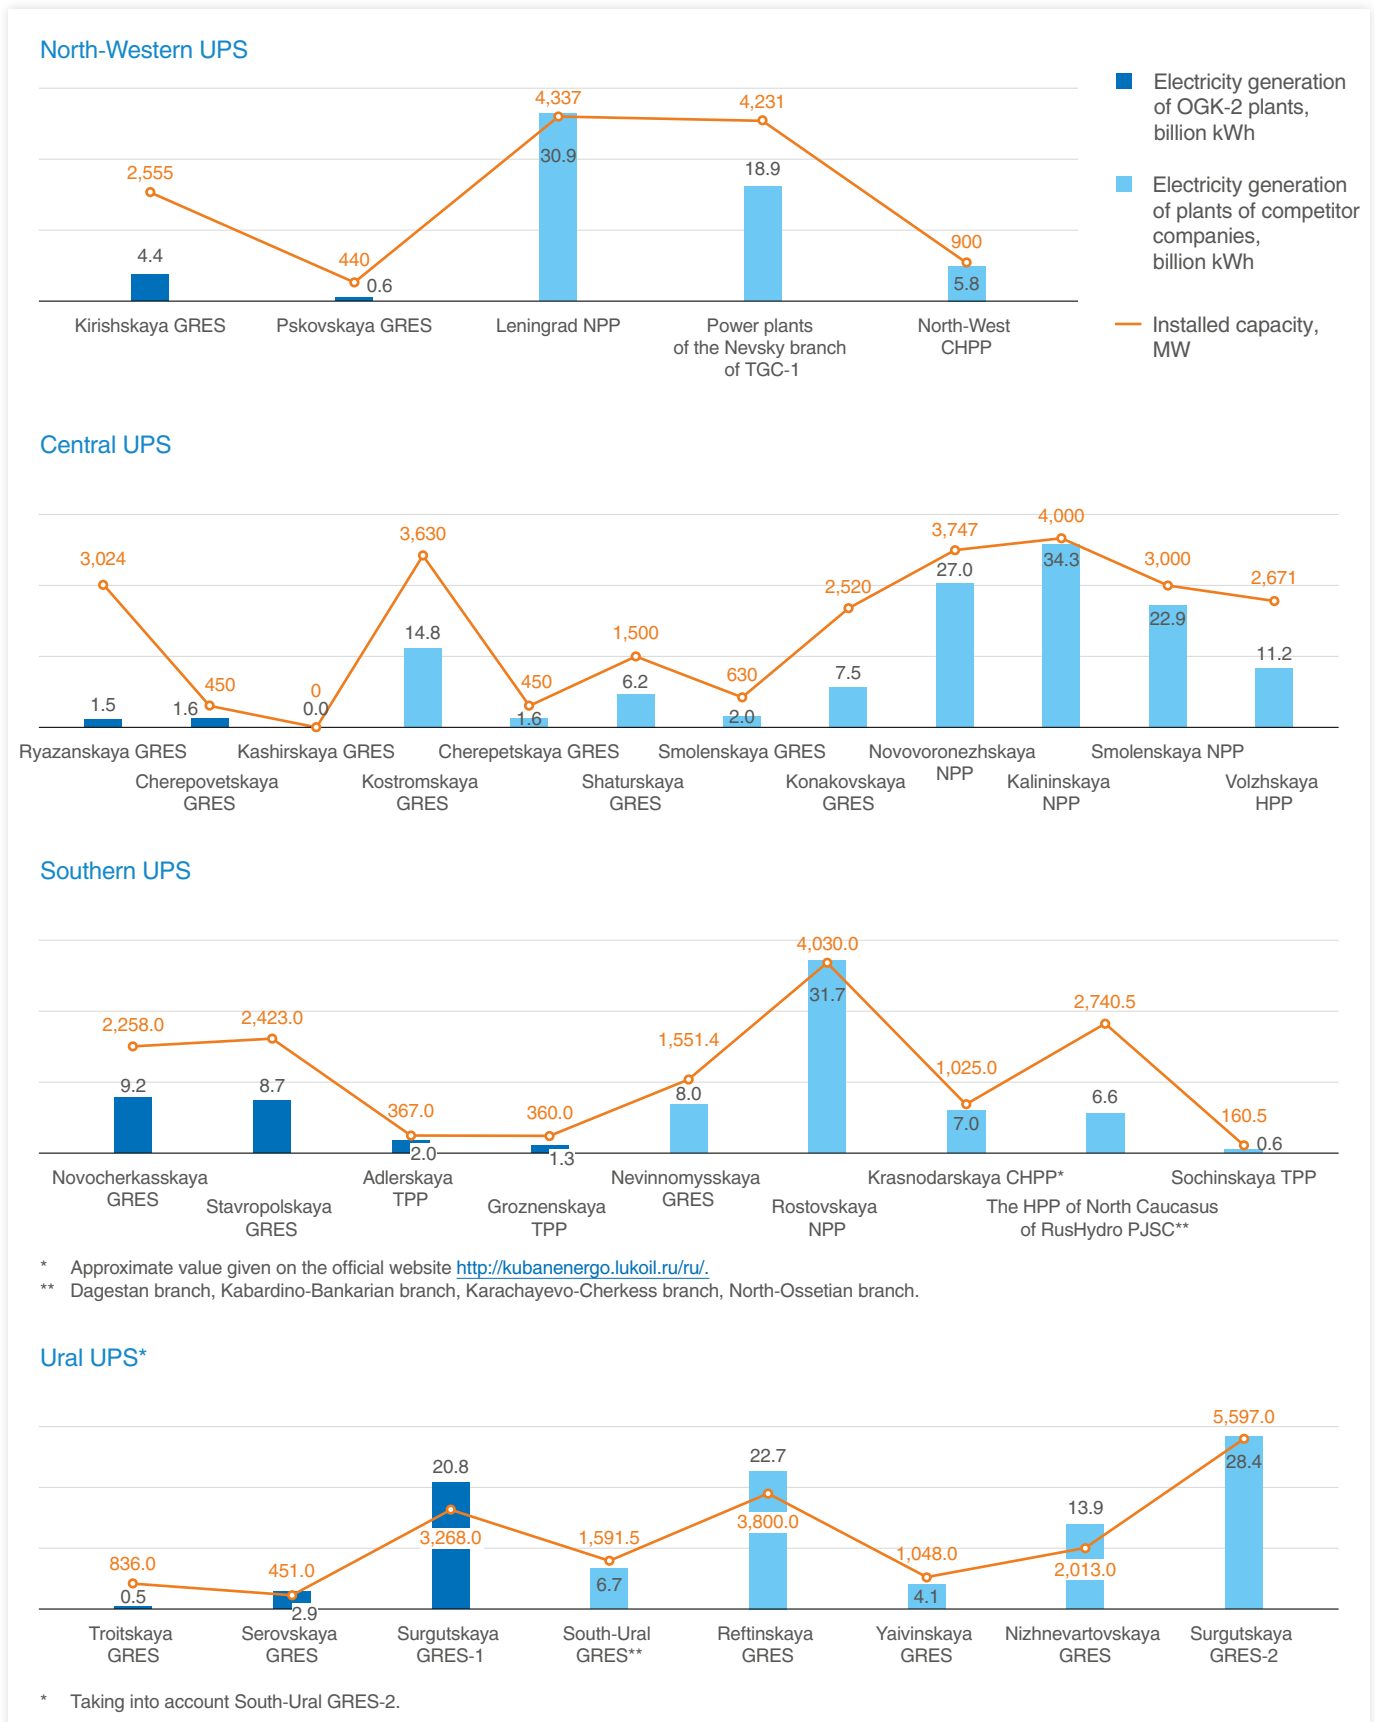 North-Western UPS
Electricity generation
of OGK-2 plants,
billion kWh
Electricity generation
of plants of competitor
companies,
billion kWh
Installed capacity,
MW
4,337
4,231
30.9
18.9
2,555
4.4
440
0.6
900
5.8
Kirishskaya GRES
Pskovskaya GRES
Leningrad NPP
Power plants
of the Nevsky branch
of TGC-1
North-West
CHPP
Central UPS
3,024
3,630
3,747
4,000
3,000
2,671
27.0
34.3
2,520
22.9
14.8
1,500
11.2
450
0
450
6.2
630
7.5
1.5
1.6
0.0
1.6
2.0
Ryazanskaya GRES
Cherepovetskaya
GRES
Kashirskaya GRES
Kostromskaya
GRES
Cherepetskaya GRES
Shaturskaya
GRES
Smolenskaya GRES
Konakovskaya
GRES
Novovoronezhskaya
NPP
Kalininskaya
NPP
Smolenskaya NPP
Volzhskaya
HPP
Southern UPS
4,030.0
31.7
2,258.0
2,423.0
2,740.5
1,551.4
9.2
8.7
8.0
1,025.0
6.6
367.0
360.0
7.0
160.5
2.0
1.3
0.6
Novocherkasskaya
GRES
Stavropolskaya
GRES
Adlerskaya
TPP
Groznenskaya
TPP
Nevinnomysskaya
GRES
Rostovskaya
NPP
Krasnodarskaya CHPP*
The HPP of North Caucasus
of RusHydro PJSC**
Sochinskaya TPP
* Approximate value given on the official website http://kubanenergo.lukoil.ru/ru/.
** Dagestan branch, Kabardino-Bankarian branch, Karachayevo-Cherkess branch, North-Ossetian branch.
Ural UPS*
5,597.0
28.4
20.8
22.7
3,268.0
3,800.0
13.9
1,591.5
6.7
836.0
0.5
451.0
2.9
1,048.0
4.1
2,013.0
Troitskaya
GRES
Serovskaya
GRES
Surgutskaya
GRES-1
South-Ural
GRES**
Reftinskaya
GRES
Yaivinskaya
GRES
Nizhnevartovskaya
GRES
Surgutskaya
GRES-2
* Taking into account South-Ural GRES-2.